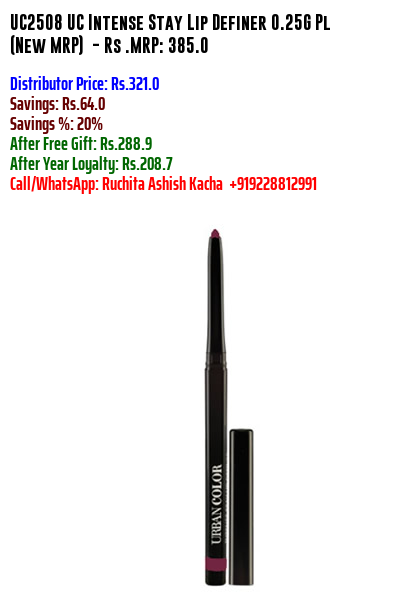 UC2508 UC Intense Stay Lip Definer 0.25G Pl
(New MRP) - Rs .MRP: 385.0
Distributor Price: Rs.321.0
Savings: Rs.64.0
Savings %: 20%
After Free Gift: Rs.288.9
After Year Loyalty: Rs.208.7
Call/WhatsApp: Ruchita Ashish Kacha +919228812991
URBAN COLOR